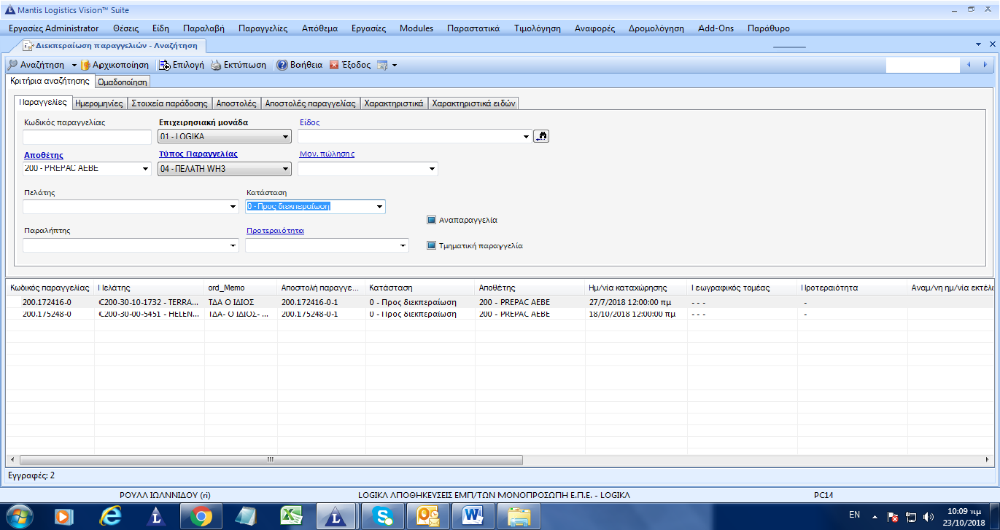 Mantis Logistics Vision™ Suite
Εργασίες Administrator Θέσεις Είδη Παραλαβή Παραγγελίες Απόθεμα Εργασίες Modules Παραστατικά Τιμολόγηση Αναφορές Δρομολόγηση Add-Ons Παράθυρο
Διεκπεραίωση παραγγελιών - Αναζήτηση
Αναζήτηση Αρχικοποίηση Επιλογή Εκτύπωση Βοήθεια Έξοδος
Κριτήρια αναζήτησης Ομαδοποίηση
Παραγγελίες Ημερομηνίες Στοιχεία παράδοσης Αποστολές Αποστολές παραγγελίας Χαρακτηριστικά Χαρακτηριστικά ειδών
Κωδικός παραγγελίας Επιχειρησιακή μονάδα Είδος
01 - LOGIKA
Αποθέτης Τύπος Παραγγελίας Μον. πώλησης
200 - PREPAC AEBE 04 - ΠΕΛΑΤΗ WH3
Πελάτης Κατάσταση
0 - Προς διεκπεραίωση
Αναπαραγγελία
Παραλήπτης Προτεραιότητα
Τμηματική παραγγελία
Κωδικός παραγγελίας Πελάτης ord_Memo Αποστολή παραγγε... Κατάσταση Αποθέτης Ημ/νία καταχώρησης Γεωγραφικός τομέας Προτεραιότητα Αναμ/νη ημ/νία εκτέλε
200.172416-0 C200-30-10-1732 - TERRA... ΤΔΑ Ο ΙΔΙΟΣ 200.172416-0-1 0 - Προς διεκπεραίωση 200 - PREPAC AEBE 27/7/2018 12:00:00 πμ - - - -
200.175248-0 C200-30-00-5451 - HELEN... ΤΔΑ- Ο ΙΔΙΟΣ- ... 200.175248-0-1 0 - Προς διεκπεραίωση 200 - PREPAC AEBE 18/10/2018 12:00:00 πμ - - - -
Εγγραφές: 2
ΡΟΥΛΑ ΙΩΑΝΝΙΔΟΥ (ri) LOGIKA ΑΠΟΘΗΚΕΥΣΕΙΣ ΕΜΠ/ΤΩΝ ΜΟΝΟΠΡΟΣΩΠΗ Ε.Π.Ε. - LOGIKA PC14
EN 10:09 πμ
23/10/2018